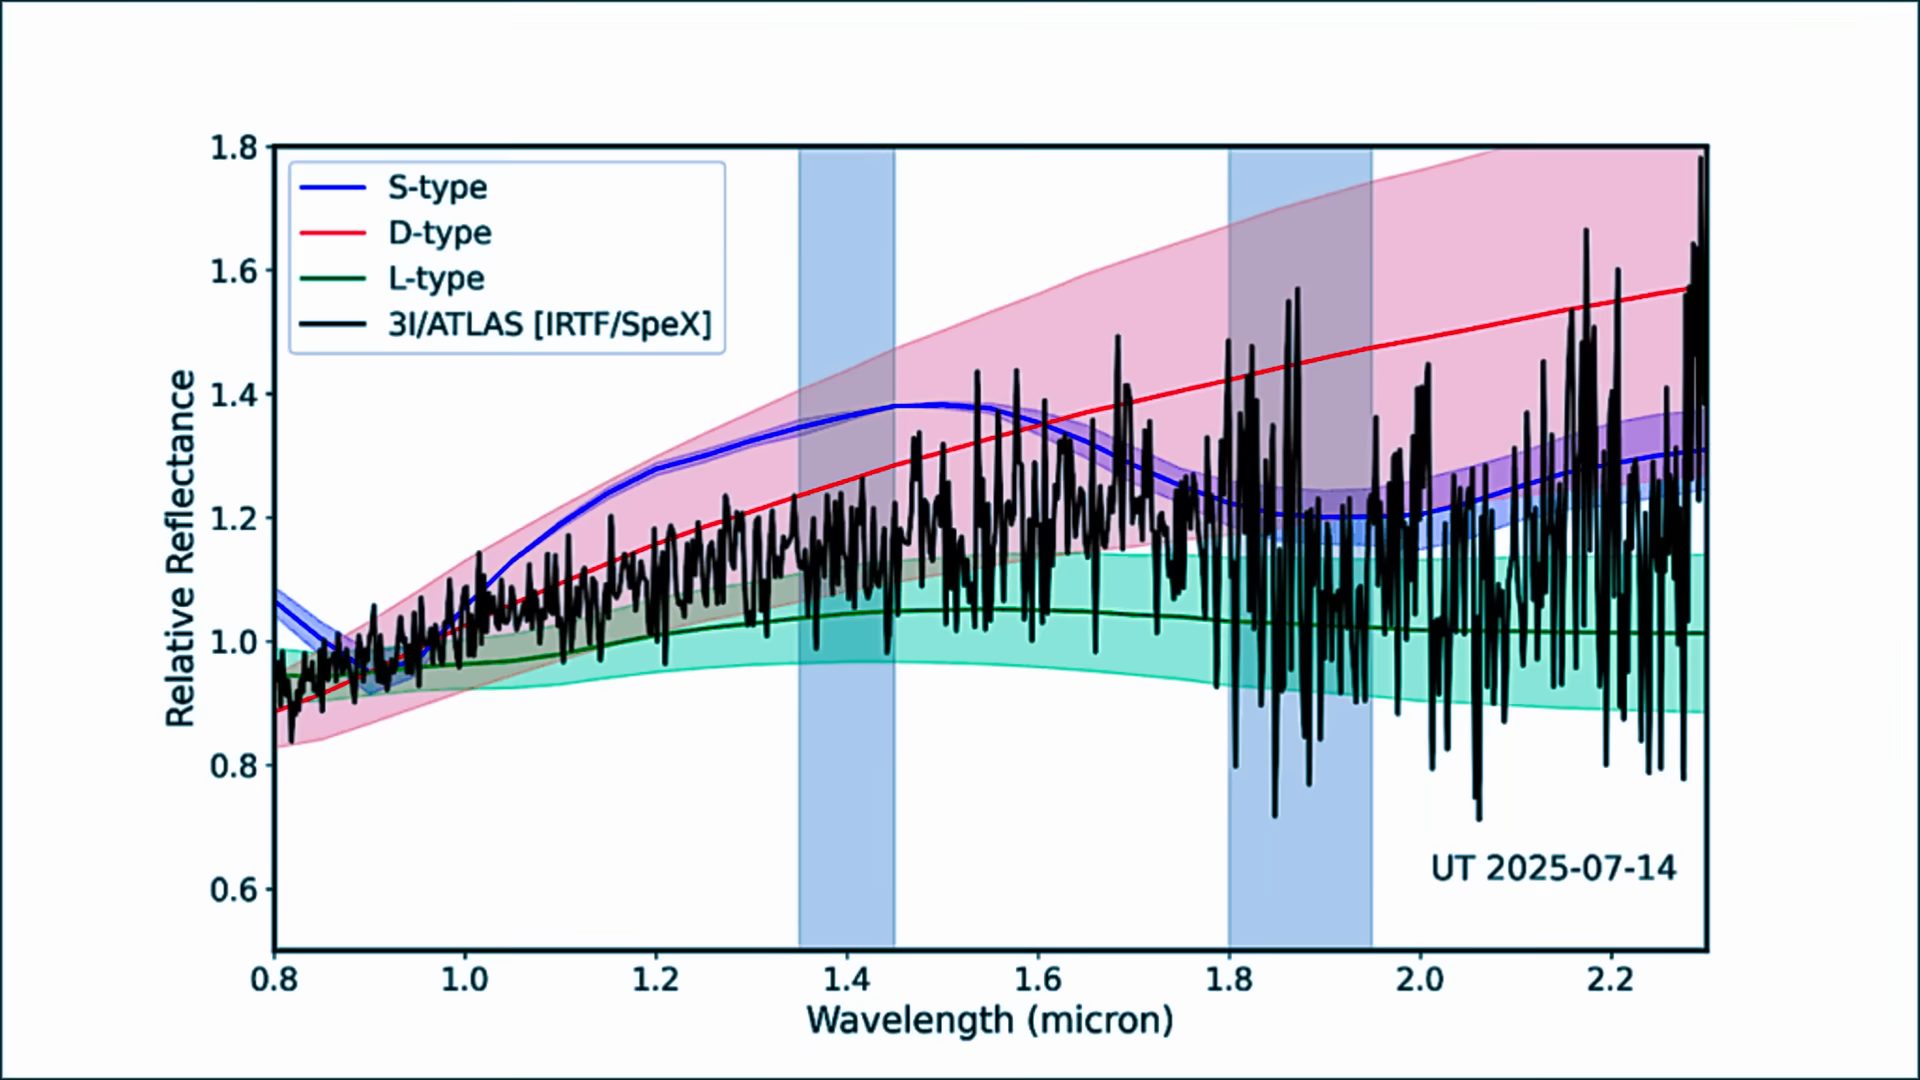 S-type
D-type
L-type
3I/ATLAS [IRTF/SpeX]
1.8
1.6
1.4
1.2
1.0
0.8
0.6
Relative Reflectance
UT 2025-07-14
0.8 1.0 1.2 1.4 1.6 1.8 2.0 2.2
Wavelength (micron)